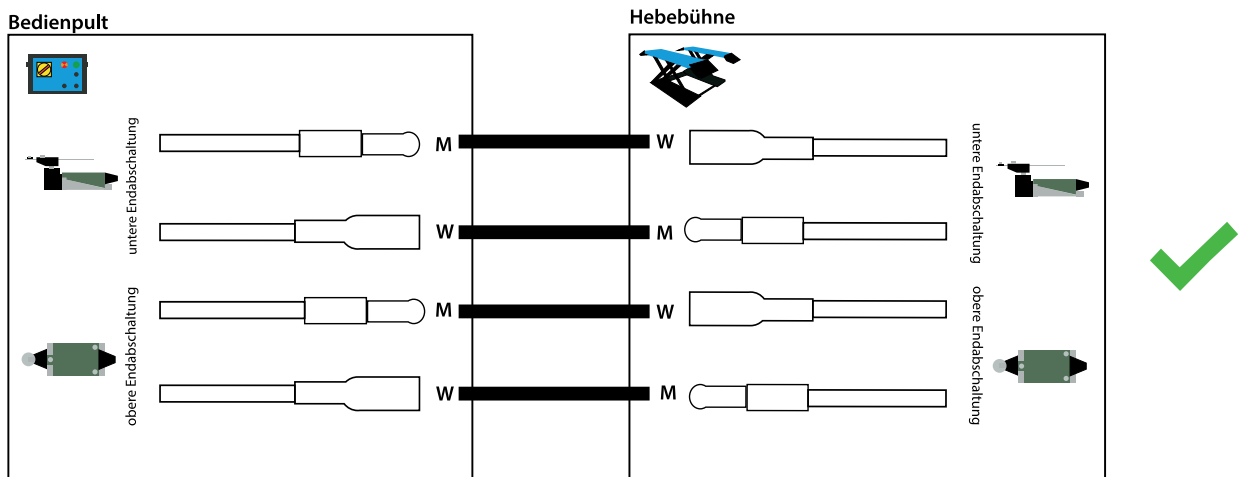 Bedienpult
Hebebühne
untere Endabschaltung
M
W
untere Endabschaltung
W
M
obere Endabschaltung
M
W
obere Endabschaltung
W
M